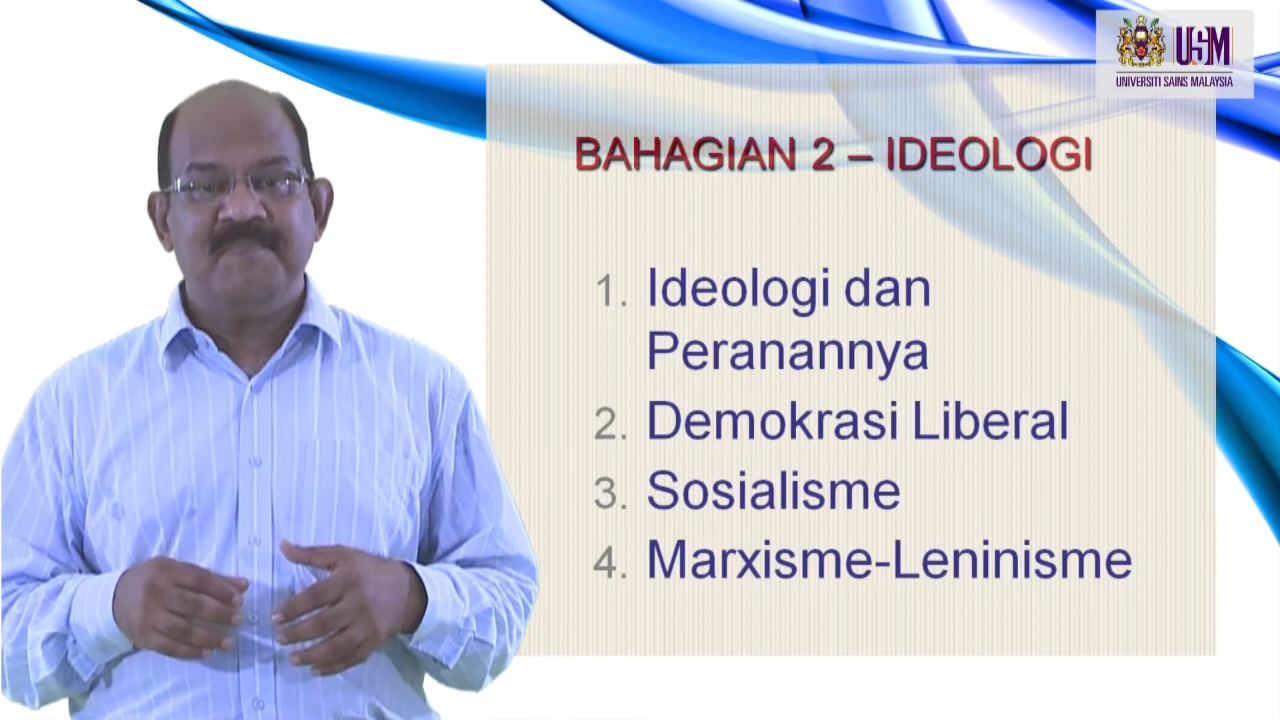 USM
UNIVERSITI SAINS MALAYSIA
BAHAGIAN 2 – IDEOLOGI
1. Ideologi dan
Peranannya
2. Demokrasi Liberal
3. Sosialisme
4. Marxisme-Leninisme